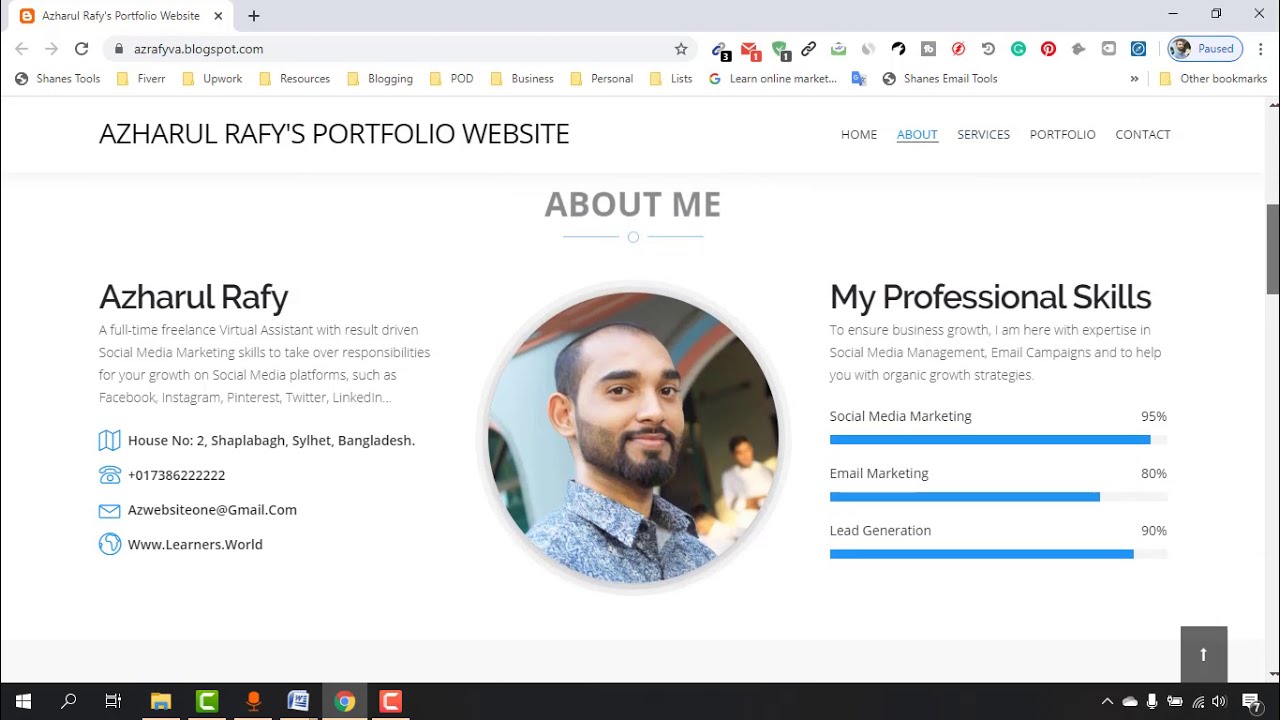 Azharul Rafy's Portfolio Website
azrafyva.blogspot.com
3
1
1
Paused
Shanes Tools
Fiverr
Upwork
Resources
Blogging
POD
Business
Personal
Lists
Learn online market...
Shanes Email Tools
»
Other bookmarks
AZHARUL RAFY'S PORTFOLIO WEBSITE
HOME
ABOUT
SERVICES
PORTFOLIO
CONTACT
ABOUT ME
Azharul Rafy
A full-time freelance Virtual Assistant with result driven
Social Media Marketing skills to take over responsibilities
for your growth on Social Media platforms, such as
Facebook, Instagram, Pinterest, Twitter, LinkedIn...
House No: 2, Shaplabagh, Sylhet, Bangladesh.
+017386222222
Azwebsiteone@Gmail.Com
Www.Learners.World
My Professional Skills
To ensure business growth, I am here with expertise in
Social Media Management, Email Campaigns and to help
you with organic growth strategies.
Social Media Marketing 95%
Email Marketing 80%
Lead Generation 90%
7